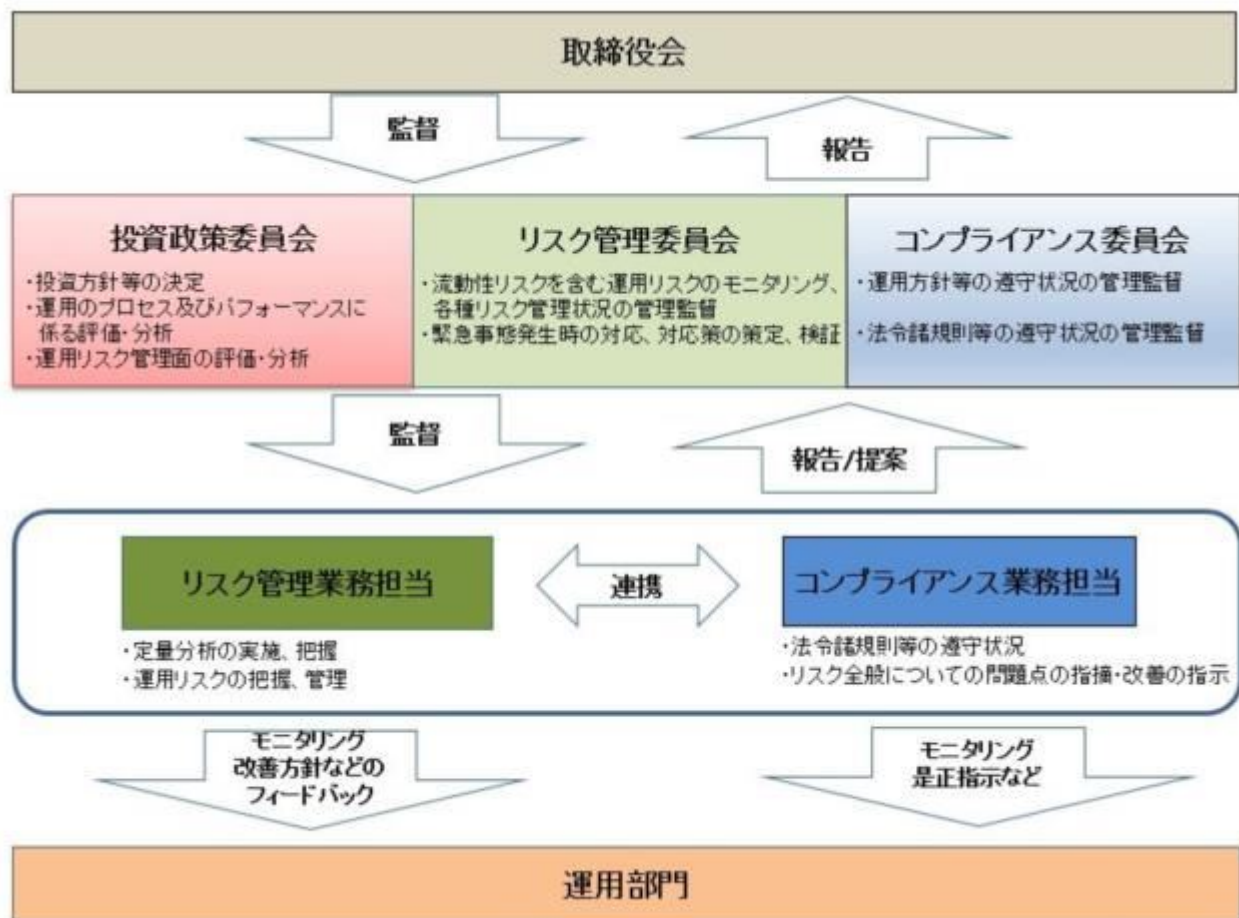 取締役会
監督
報告
投資政策委員会
・投資方針等の決定
・運用のプロセス及びパフォーマンスに
係る評価・分析
・運用リスク管理面の評価・分析
リスク管理委員会
・流動性リスクを含む運用リスクのモニタリング、
各種リスク管理状況の管理監督
・緊急事態発生時の対応、対応策の策定、検証
コンプライアンス委員会
・運用方針等の遵守状況の管理監督
・法令諸規則等の遵守状況の管理監督
監督
報告/提案
リスク管理業務担当
・定量分析の実施、把握
・運用リスクの把握、管理
連携
コンプライアンス業務担当
・法令諸規則等の遵守状況
・リスク全般についての問題点の指摘・改善の指示
モニタリング
改善方針などの
フィードバック
モニタリング
是正指示など
運用部門